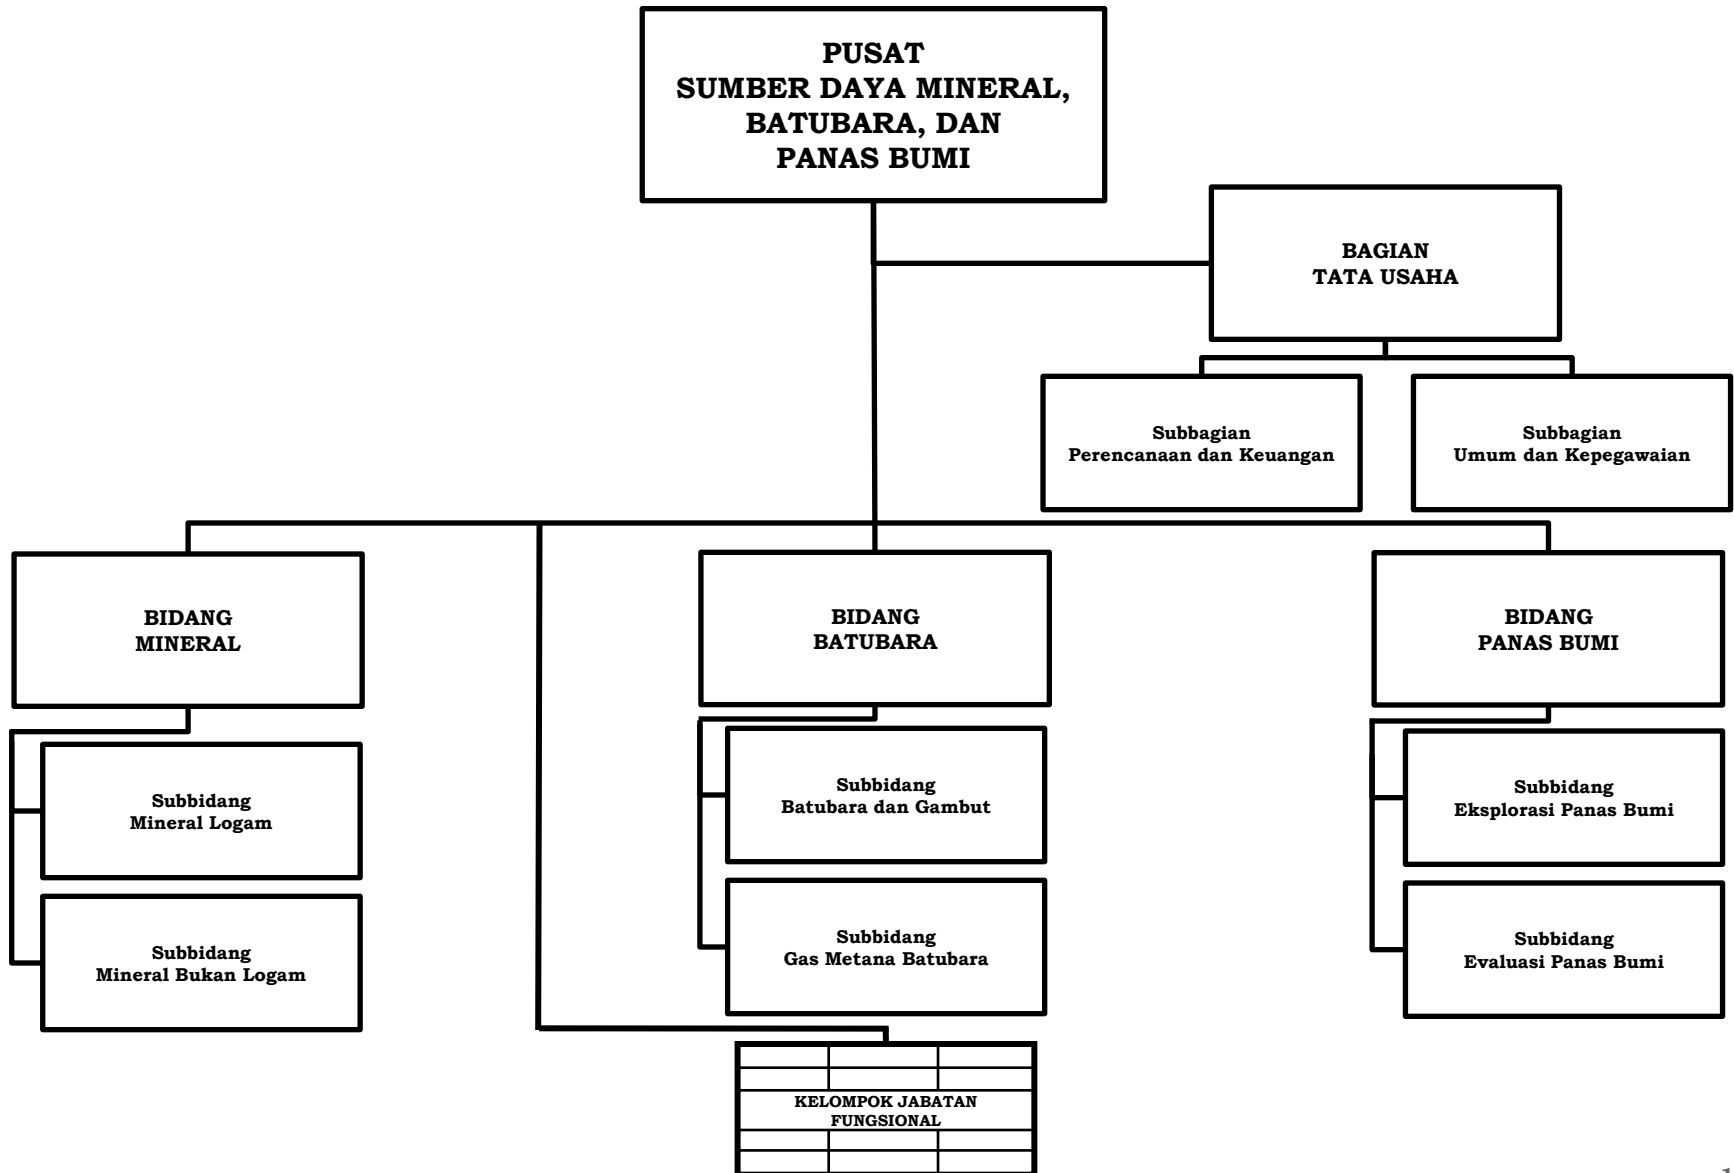 PUSAT
SUMBER DAYA MINERAL,
BATUBARA, DAN
PANAS BUMI
BAGIAN
TATA USAHA
Subbagian
Perencanaan dan Keuangan
Subbagian
Umum dan Kepegawaian
BIDANG
MINERAL
BIDANG
BATUBARA
BIDANG
PANAS BUMI
Subbidang
Mineral Logam
Subbidang
Batubara dan Gambut
Subbidang
Eksplorasi Panas Bumi
Subbidang
Mineral Bukan Logam
Subbidang
Gas Metana Batubara
Subbidang
Evaluasi Panas Bumi
KELOMPOK JABATAN
FUNGSIONAL